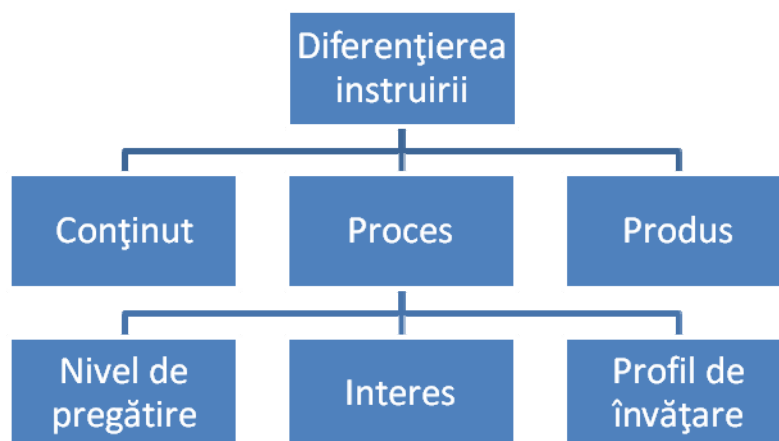 Diferenţierea
instruirii
Conţinut
Proces
Produs
Nivel de
pregătire
Interes
Profil de
învăţare